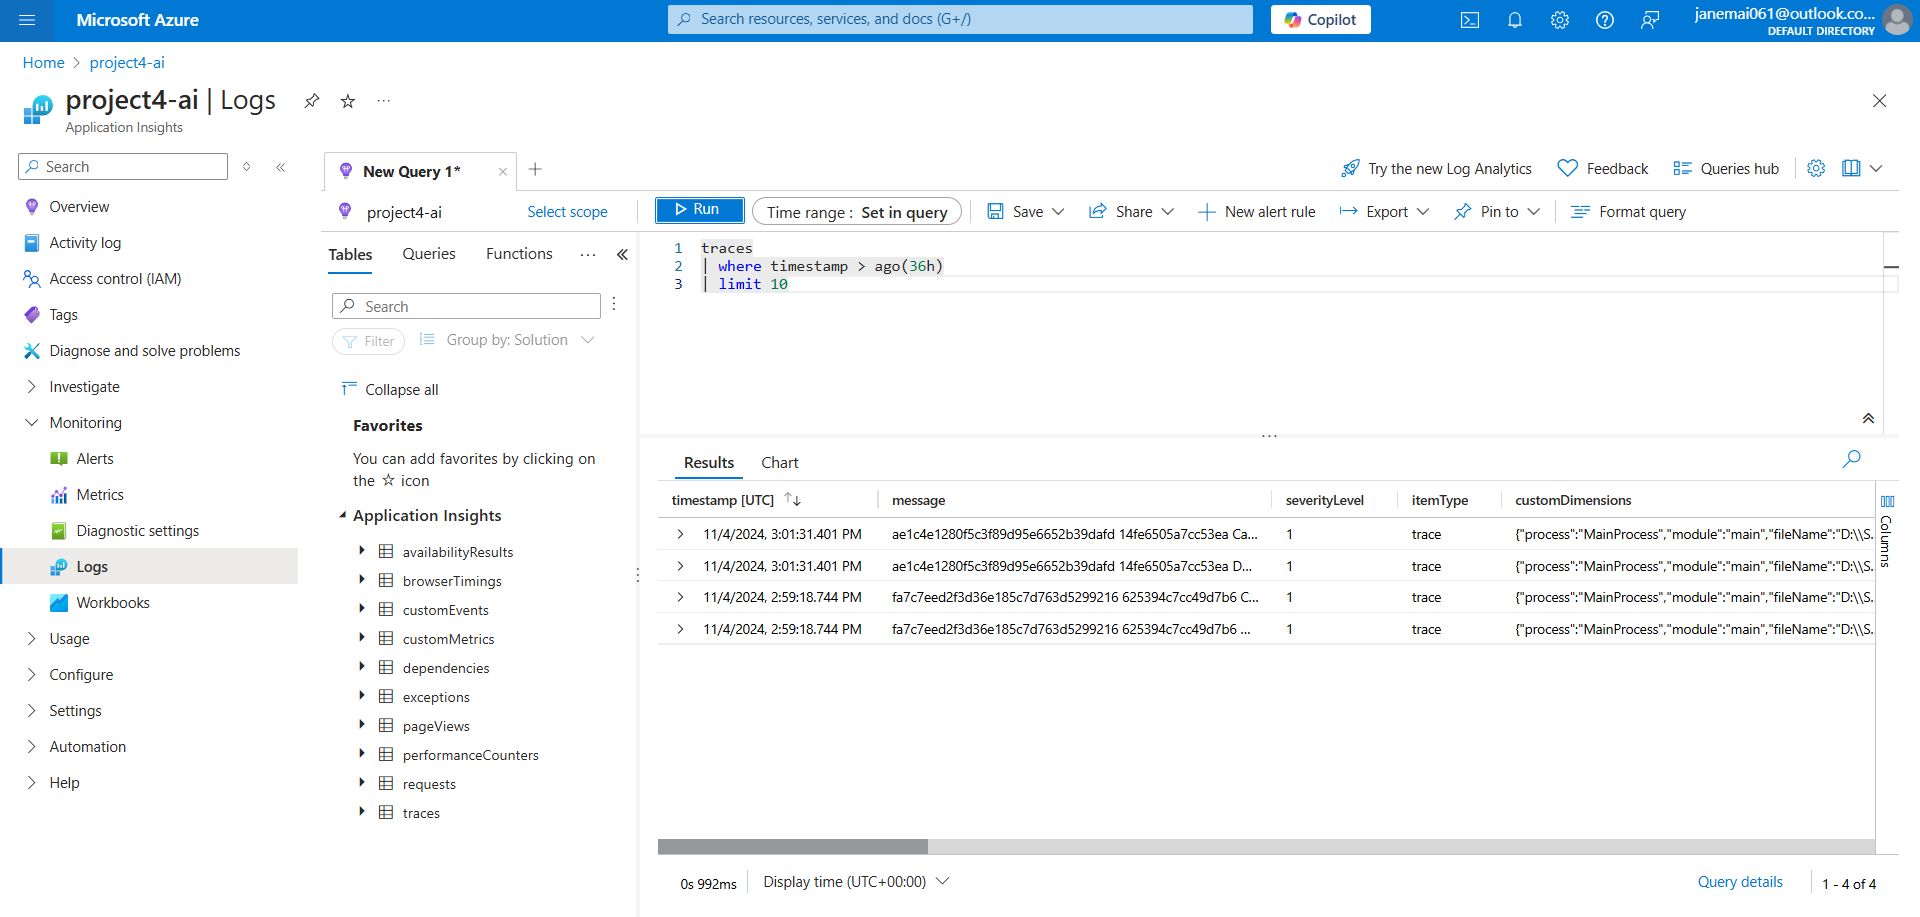 Microsoft Azure
Search resources, services, and docs (G+/)
Copilot
janemai061@outlook.co...
DEFAULT DIRECTORY
Home > project4-ai
project4-ai | Logs
Application Insights
Search
Overview
Activity log
Access control (IAM)
Tags
Diagnose and solve problems
Investigate
Monitoring
Alerts
Metrics
Diagnostic settings
Logs
Workbooks
Usage
Configure
Settings
Automation
Help
New Query 1*
Try the new Log Analytics
Feedback
Queries hub
project4-ai
Select scope
Run
Time range : Set in query
Save
Share
New alert rule
Export
Pin to
Format query
Tables
Queries
Functions
Search
Filter
Group by: Solution
Collapse all
Favorites
You can add favorites by clicking on
the ☆ icon
Application Insights
availabilityResults
browserTimings
customEvents
customMetrics
dependencies
exceptions
pageViews
performanceCounters
requests
traces
1 traces
2 | where timestamp > ago(36h)
3 | limit 10
Results
Chart
timestamp [UTC] message severityLevel itemType customDimensions
11/4/2024, 3:01:31.401 PM ae1c4e1280f5c3f89d95e6652b39dafd 14fe6505a7cc53ea Ca... 1 trace {"process":"MainProcess","module":"main","fileName":"D:\\S...
11/4/2024, 3:01:31.401 PM ae1c4e1280f5c3f89d95e6652b39dafd 14fe6505a7cc53ea D... 1 trace {"process":"MainProcess","module":"main","fileName":"D:\\S...
11/4/2024, 2:59:18.744 PM fa7c7eed2f3d36e185c7d763d5299216 625394c7cc49d7b6 C... 1 trace {"process":"MainProcess","module":"main","fileName":"D:\\S...
11/4/2024, 2:59:18.744 PM fa7c7eed2f3d36e185c7d763d5299216 625394c7cc49d7b6 ... 1 trace {"process":"MainProcess","module":"main","fileName":"D:\\S...
Columns
0s 992ms
Display time (UTC+00:00)
Query details
1 - 4 of 4